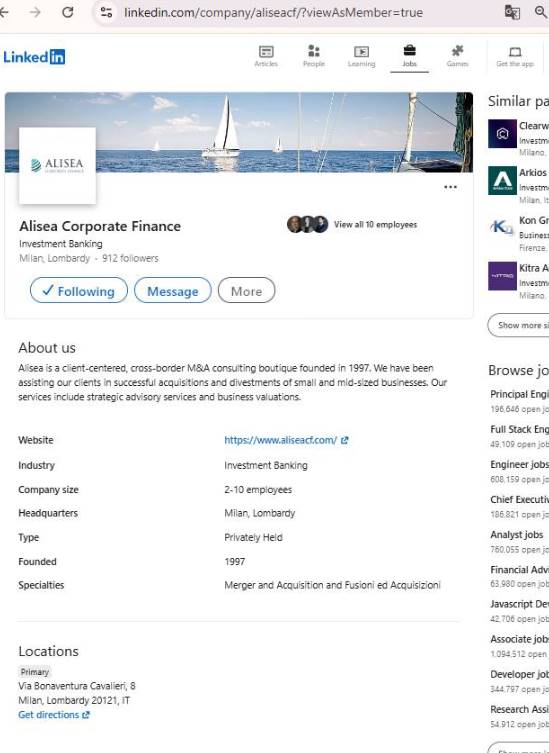 linkedin.com/company/aliseacf/?viewAsMember=true
LinkedIn
Articles People Learning Jobs Games Get the app
ALISEA
CORPORATE FINANCE
Alisea Corporate Finance
View all 10 employees
Investment Banking
Milan, Lombardy · 912 followers
Following Message More
About us
Alisea is a client-centered, cross-border M&A consulting boutique founded in 1997. We have been
assisting our clients in successful acquisitions and divestments of small and mid-sized businesses. Our
services include strategic advisory services and business valuations.
Website https://www.aliseacf.com/
Industry Investment Banking
Company size 2-10 employees
Headquarters Milan, Lombardy
Type Privately Held
Founded 1997
Specialties Merger and Acquisition and Fusioni ed Acquisizioni
Locations
Primary
Via Bonaventura Cavalieri, 8
Milan, Lombardy 20121, IT
Get directions
Similar pa
Clearw
Investme
Milano,
Arkios
Investme
Milan, It
Kon Gr
Business
Firenze,
Kitra A
Investme
Milano,
Show more si
Browse jo
Principal Engi
196,646 open jo
Full Stack Eng
49,109 open job
Engineer jobs
608,159 open jo
Chief Executiv
186,821 open jo
Analyst jobs
760,055 open jo
Financial Advi
63,980 open job
Javascript De
42,706 open job
Associate jobs
1,094,512 open
Developer job
344,797 open jo
Research Assi
54,912 open job